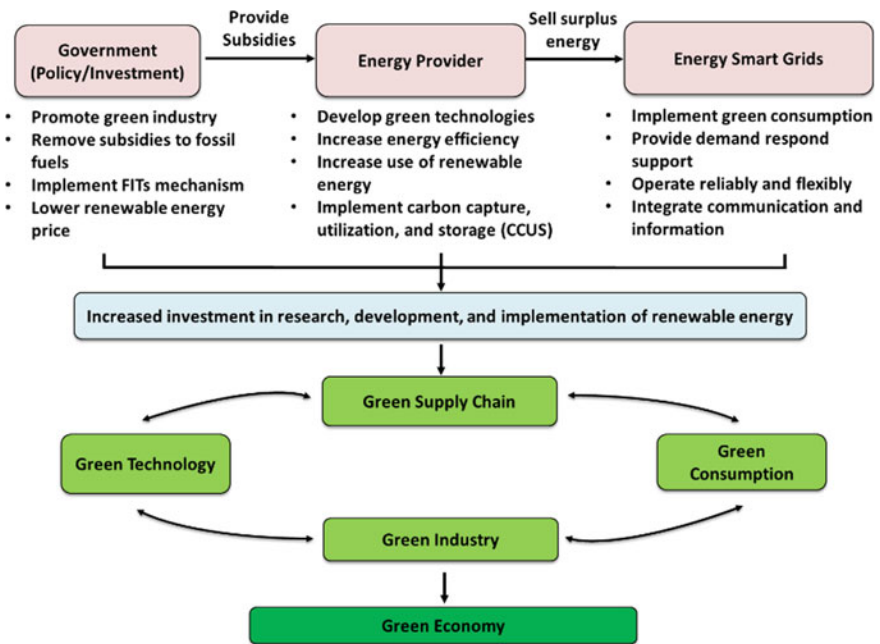 Government
(Policy/Investment)
Provide
Subsidies
Energy Provider
Sell surplus
energy
Energy Smart Grids
• Promote green industry
• Remove subsidies to fossil
fuels
• Implement FITs mechanism
• Lower renewable energy
price
• Develop green technologies
• Increase energy efficiency
• Increase use of renewable
energy
• Implement carbon capture,
utilization, and storage (CCUS)
• Implement green consumption
• Provide demand respond
support
• Operate reliably and flexibly
• Integrate communication and
information
Increased investment in research, development, and implementation of renewable energy
Green Supply Chain
Green Technology
Green
Consumption
Green Industry
Green Economy